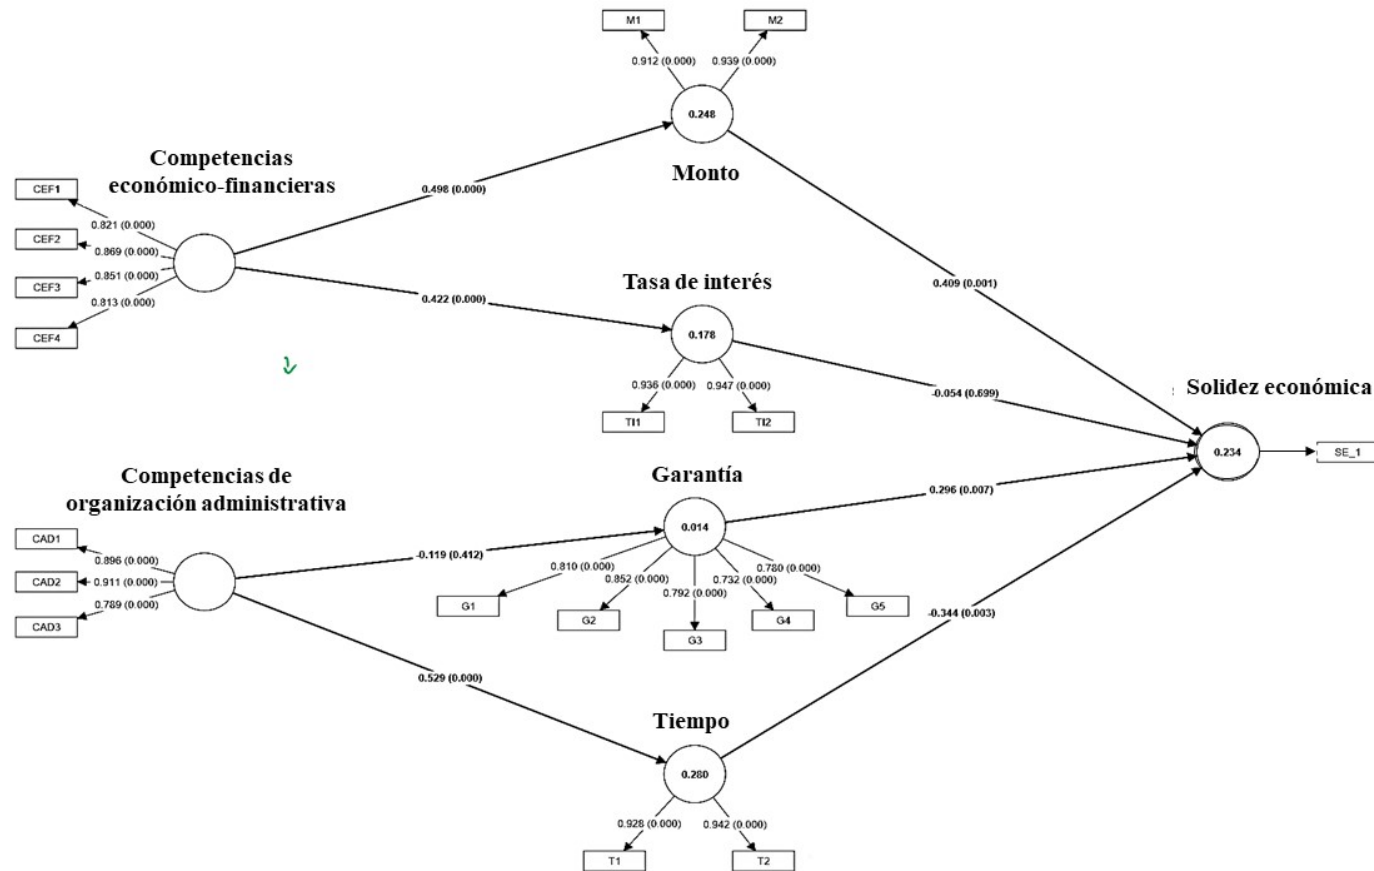 M1
M2
0.912 (0.000)
0.939 (0.000)
0.248
Monto
Competencias
económico-financieras
CEF1
CEF2
CEF3
CEF4
0.821 (0.000)
0.869 (0.000)
0.851 (0.000)
0.813 (0.000)
0.498 (0.000)
0.422 (0.000)
Tasa de interés
0.178
0.936 (0.000)
0.947 (0.000)
TI1
TI2
0.409 (0.001)
-0.054 (0.699)
Solidez económica
0.234
SE_1
Competencias de
organización administrativa
CAD1
CAD2
CAD3
0.896 (0.000)
0.911 (0.000)
0.789 (0.000)
-0.119 (0.412)
0.529 (0.000)
Garantía
0.014
0.296 (0.007)
0.810 (0.000)
0.852 (0.000)
0.792 (0.000)
0.732 (0.000)
0.780 (0.000)
G1
G2
G3
G4
G5
-0.344 (0.003)
Tiempo
0.280
0.928 (0.000)
0.942 (0.000)
T1
T2